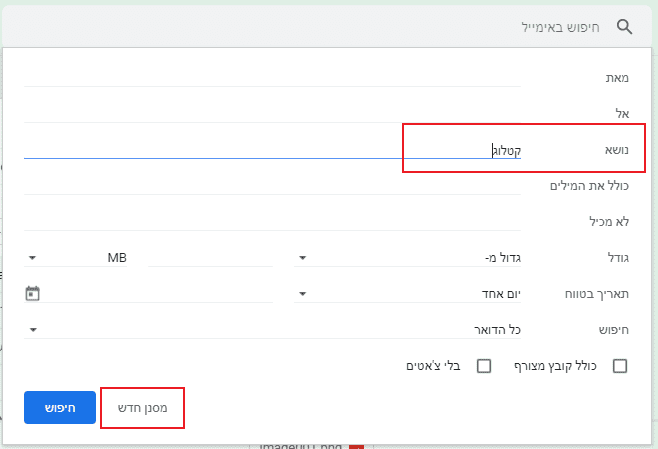 חיפוש באימייל
מאת
אל
נושא קטלוג
כולל את המילים
לא מכיל
גודל גדול מ- MB
תאריך בטווח יום אחד
חיפוש כל הדואר
כולל קובץ מצורף בלי צ'אטים
מסנן חדש חיפוש